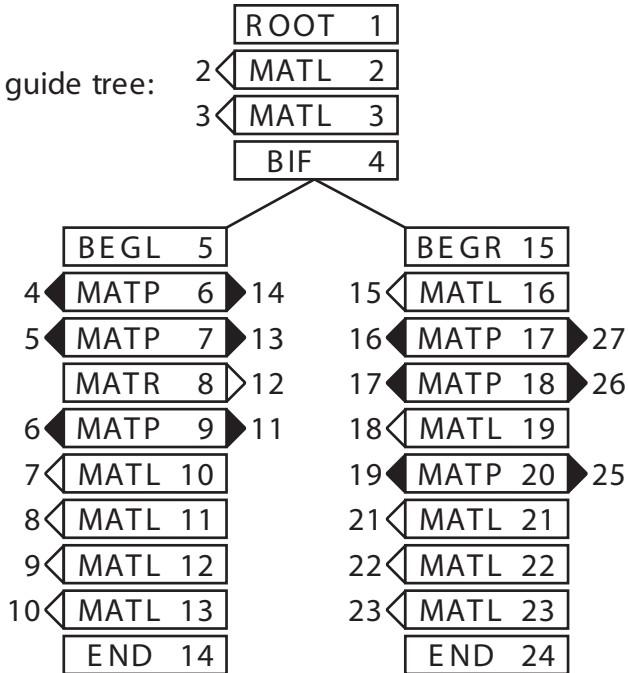 ROOT 1
guide tree:
2 MATL 2
3 MATL 3
BIF 4
BEGL 5
4 MATP 6 14
5 MATP 7 13
MATR 8 12
6 MATP 9 11
7 MATL 10
8 MATL 11
9 MATL 12
10 MATL 13
END 14
BEGR 15
15 MATL 16
16 MATP 17 27
17 MATP 18 26
18 MATL 19
19 MATP 20 25
21 MATL 21
22 MATL 22
23 MATL 23
END 24